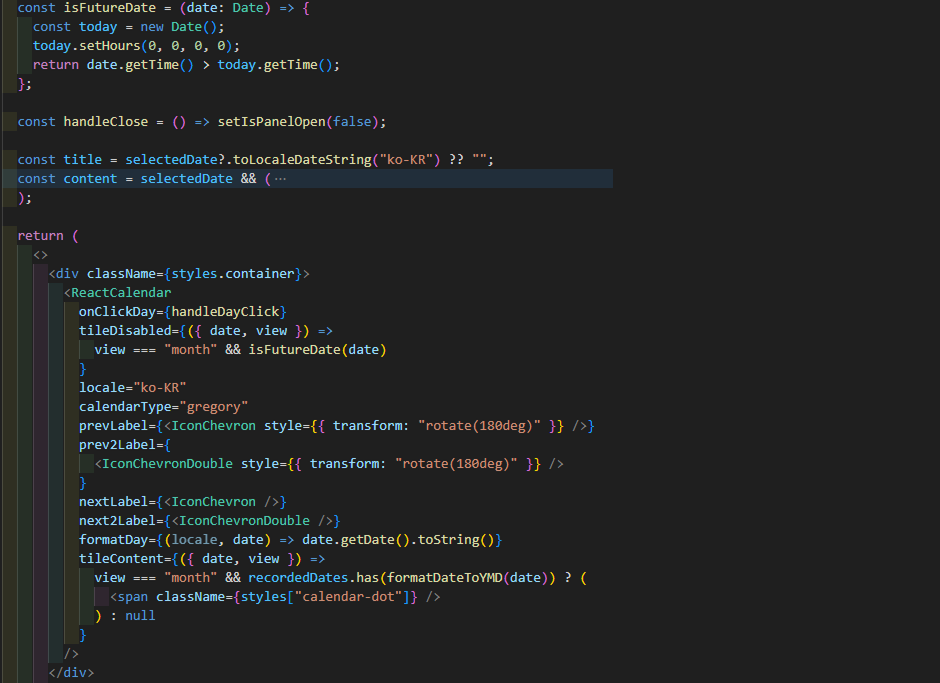 const isFutureDate = (date: Date) => {
const today = new Date();
today.setHours(0, 0, 0, 0);
return date.getTime() > today.getTime();
};
const handleClose = () => setIsPanelOpen(false);
const title = selectedDate?.toLocaleDateString("ko-KR") ?? "";
const content = selectedDate && (⋯
);
return (
<>
<div className={styles.container}>
<ReactCalendar
onClickDay={handleDayClick}
tileDisabled={({ date, view }) =>
view === "month" && isFutureDate(date)
}
locale="ko-KR"
calendarType="gregory"
prevLabel={<IconChevron style={{ transform: "rotate(180deg)" }} />}
prev2Label={
<IconChevronDouble style={{ transform: "rotate(180deg)" }} />
}
nextLabel={<IconChevron />}
next2Label={<IconChevronDouble />}
formatDay={(locale, date) => date.getDate().toString()}
tileContent={({ date, view }) =>
view === "month" && recordedDates.has(formatDateToYMD(date)) ? (
<span className={styles["calendar-dot"]} />
) : null
}
/>
</div>